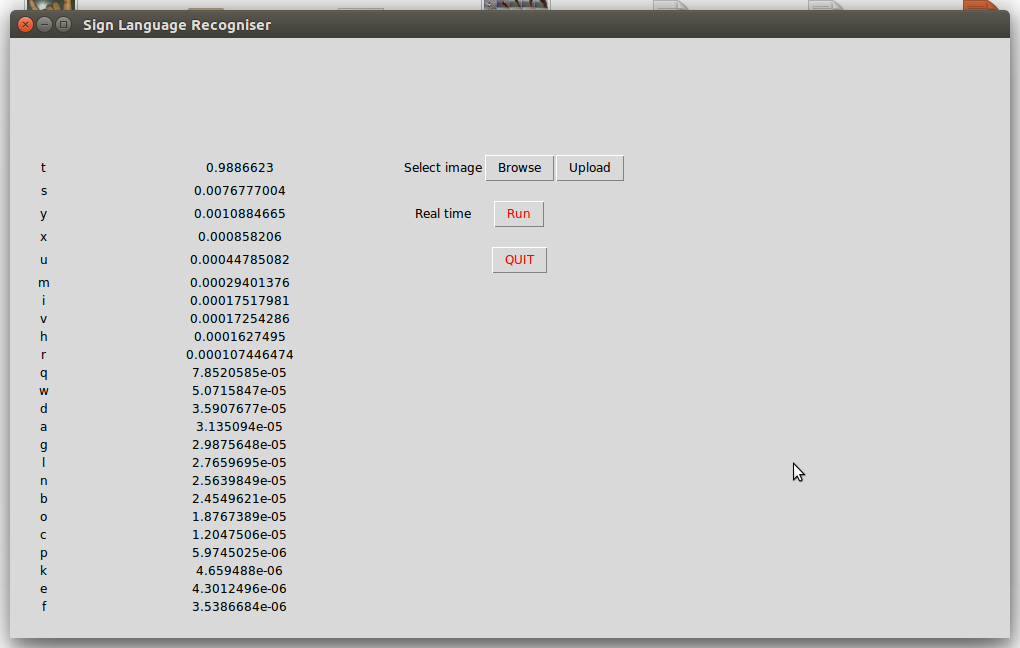 Sign Language Recogniser
t 0.9886623 Select image Browse Upload
s 0.0076777004
y 0.0010884665 Real time Run
x 0.000858206
u 0.00044785082 QUIT
m 0.00029401376
i 0.00017517981
v 0.00017254286
h 0.0001627495
r 0.000107446474
q 7.8520585e-05
w 5.0715847e-05
d 3.5907677e-05
a 3.135094e-05
g 2.9875648e-05
l 2.7659695e-05
n 2.5639849e-05
b 2.4549621e-05
o 1.8767389e-05
c 1.2047506e-05
p 5.9745025e-06
k 4.659488e-06
e 4.3012496e-06
f 3.5386684e-06